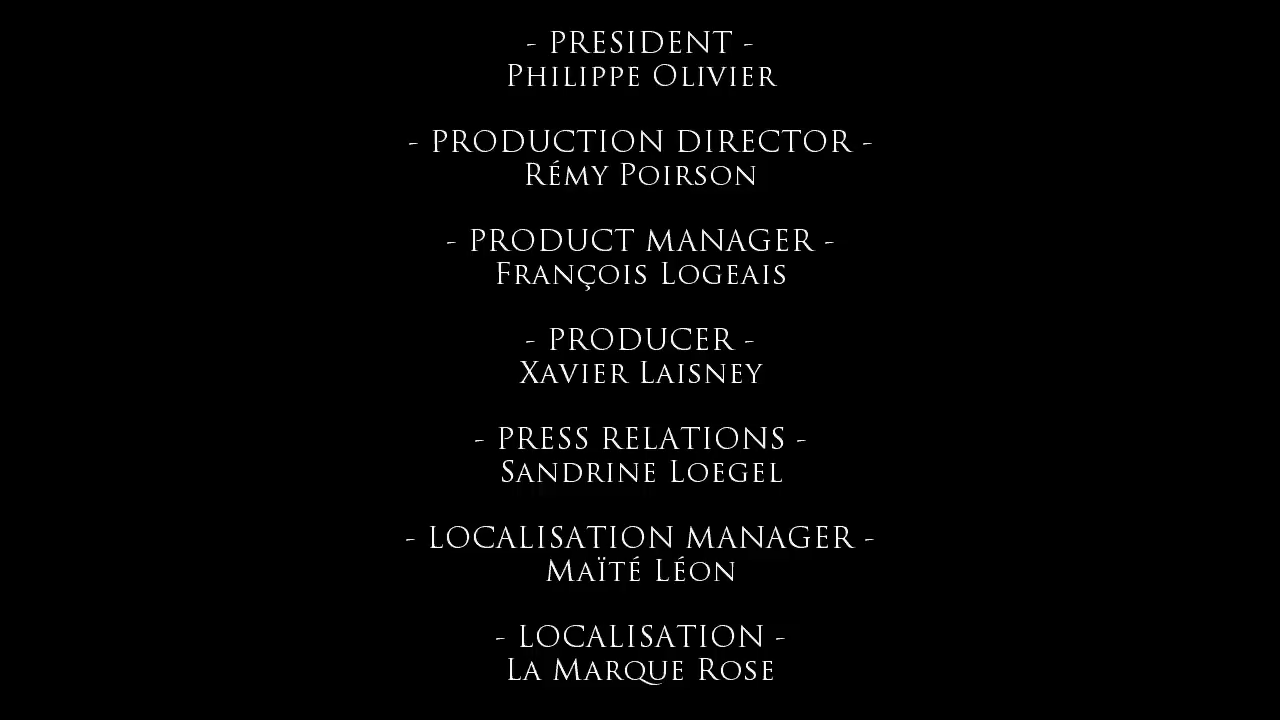 - PRESIDENT -
Philippe Olivier
- PRODUCTION DIRECTOR -
Rémy Poirson
- PRODUCT MANAGER -
François Logeais
- PRODUCER -
Xavier Laisney
- PRESS RELATIONS -
Sandrine Loegel
- LOCALISATION MANAGER -
Maïté Léon
- LOCALISATION -
La Marque Rose